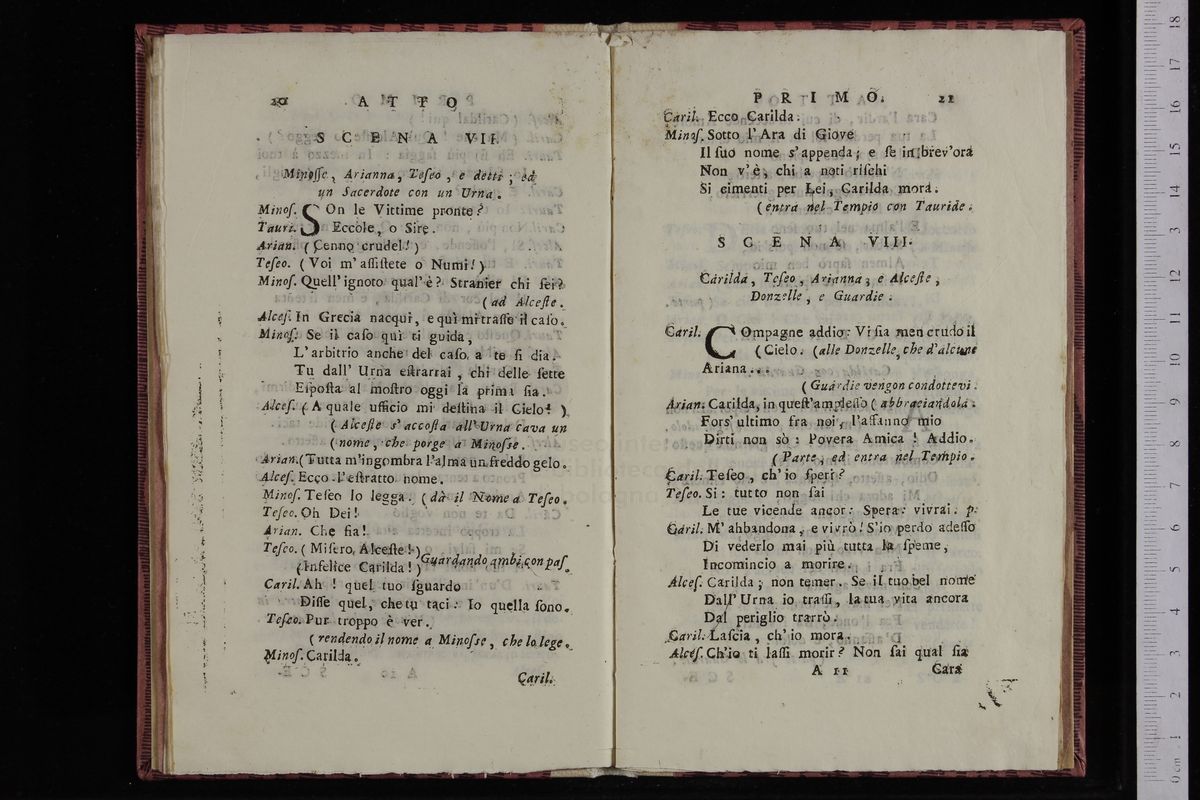 20 A T T O
S C E N A VII.
Minosse, Arianna, Teseo, e detti; ed
un Sacerdote con un Urna.
Minos. SOn le Vittime pronte?
Tauri. Eccole, o Sire.
Arian. (Cenno crudel!)
Teseo. (Voi m' assistete o Numi!)
Minos. Quell' ignoto qual' è? Stranier chi sei?
(ad Alceste.
Alces. In Grecia nacqui, e quì mi trasse il caso.
Minos. Se il caso quì ti guida,
L' arbitrio anche del caso a te si dia.
Tu dall' Urna estrarrai, chi delle sette
Esposta al mostro oggi la prima sia.
Alces. (A quale ufficio mi destina il Cielo!)
(Alceste s' accosta all' Urna cava un
(nome, che porge a Minosse.
Arian. (Tutta m'ingombra l'alma un freddo gelo.
Alces. Ecco l'estratto nome.
Minos. Teseo lo legga. (dà il Nome a Teseo.
Teseo. Oh Dei!
Arian. Che fia!
Teseo. (Misero Alceste!)
(Infelice Carilda!) Guardando ambi con pas.
Caril. Ah! quel tuo sguardo
Disse quel, che tu taci: Io quella sono.
Teseo. Pur troppo è ver.
(rendendo il nome a Minosse, che lo lege.
Minos. Carilda.
Caril.
P R I M O. 21
Caril. Ecco Carilda.
Minos. Sotto l' Ara di Giove
Il suo nome s' appenda; e se in brev'ora
Non v' è, chi a noti rischi
Si cimenti per Lei, Carilda mora.
(entra nel Tempio con Tauride.
S C E N A VIII.
Carilda, Teseo, Arianna, e Alceste,
Donzelle, e Guardie.
Caril. COmpagne addio: Vi sia men crudo il
(Cielo. (alle Donzelle, che d'alcune
Ariana...
(Guardie vengon condottevi.
Arian. Carilda, in quest'amplesso (abbraciandola.
Fors' ultimo fra noi, l'affanno mio
Dirti non sò: Povera Amica! Addio.
(Parte, ed entra nel Tempio.
Caril. Teseo, ch' io speri?
Teseo. Si: tutto non sai
Le tue vicende ancor: Spera: vivrai. p.
Caril. M' abbandona, e vivrò! S'io perdo adesso
Di vederlo mai più tutta la speme,
Incomincio a morire.
Alces. Carilda; non temer. Se il tuo bel nome
Dall' Urna io trassi, la tua vita ancora
Dal periglio trarrò.
Caril. Lascia, ch' io mora.
Alces. Ch'io ti lassi morir? Non sai qual sia
A 11 Cara